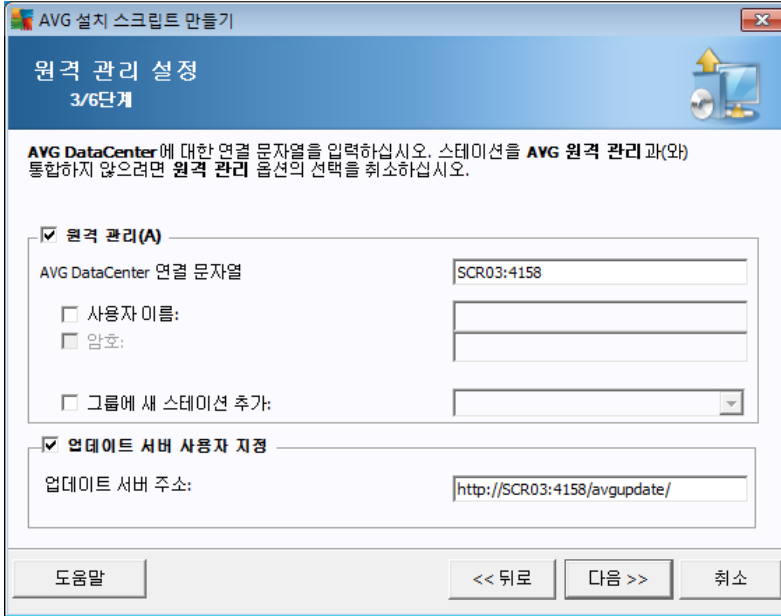 AVG 설치 스크립트 만들기
원격 관리 설정
3/6단계
AVG DataCenter에 대한 연결 문자열을 입력하십시오. 스테이션을 AVG 원격 관리과(와)
통합하지 않으려면 원격 관리 옵션의 선택을 취소하십시오.
원격 관리(A)
AVG DataCenter 연결 문자열 SCR03:4158
사용자 이름:
암호:
그룹에 새 스테이션 추가:
업데이트 서버 사용자 지정
업데이트 서버 주소: http://SCR03:4158/avgupdate/
도움말 << 뒤로 다음 >> 취소